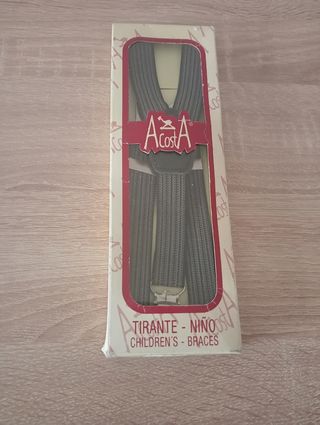 AcostA
TIRANTE - NIÑO
CHILDREN'S - BRACES